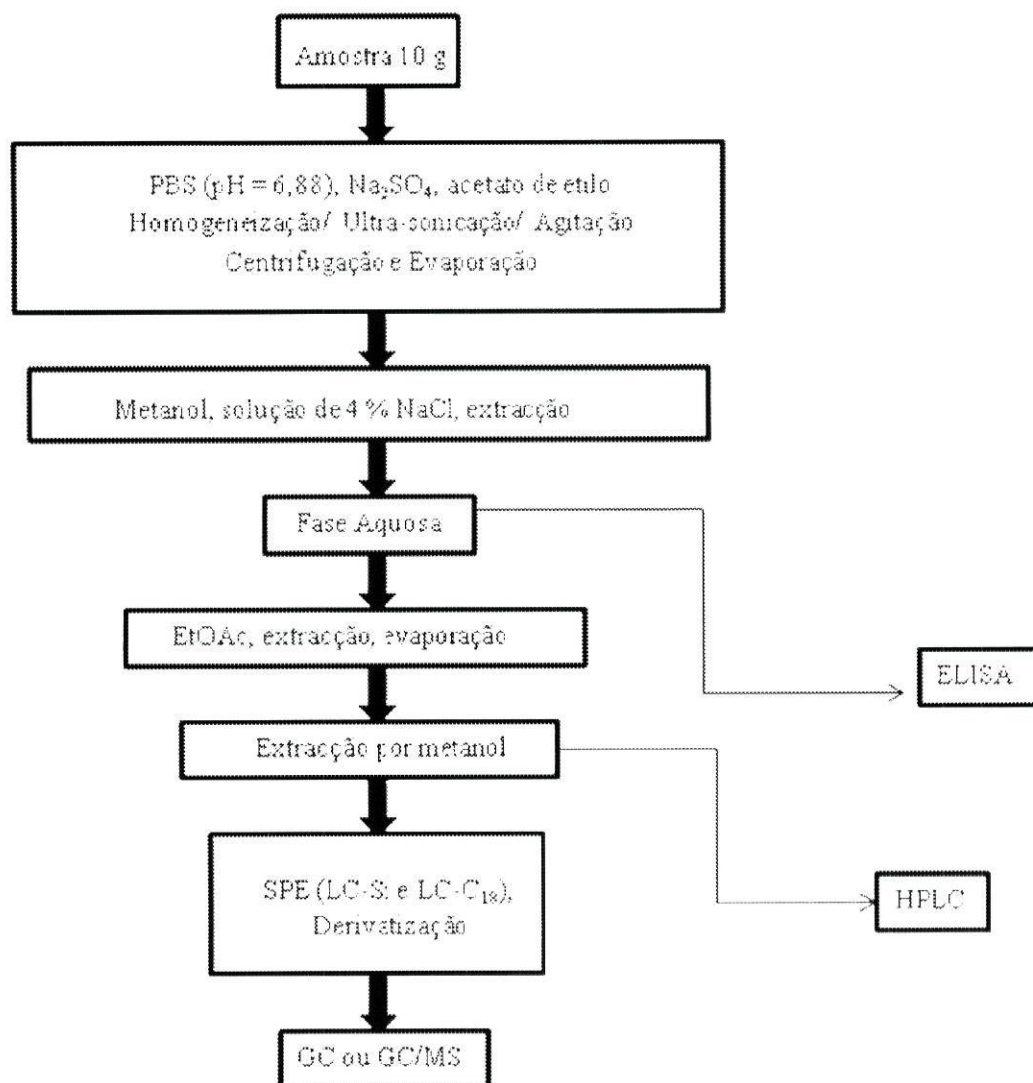 Amostra 10 g
PBS (pH = 6,88), Na₂SO₄, acetato de etilo
Homogeneização/ Ultra-sonicação/ Agitação
Centrifugação e Evaporação
Metanol, solução de 4 % NaCl, extracção
Fase Aquosa
EtOAc, extracção, evaporação
ELISA
Extracção por metanol
SPE (LC-Si e LC-C₁₈),
Derivatização
HPLC
GC ou GC/MS